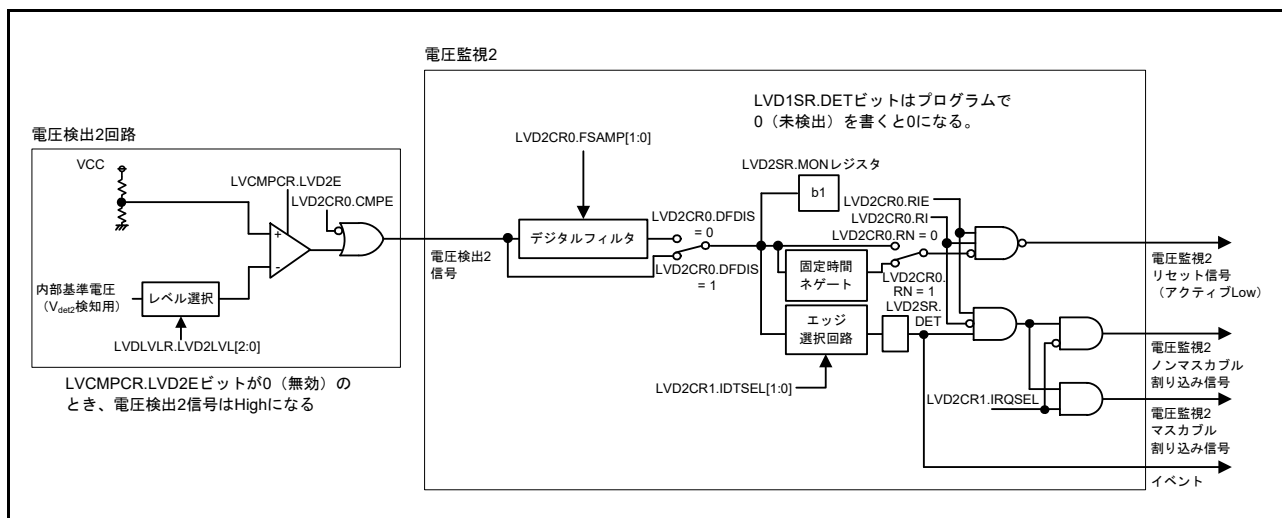 電圧監視2
LVD1SR.DETビットはプログラムで
0（未検出）を書くと0になる。
電圧検出2回路
VCC
LVCMPCR.LVD2E
LVD2CR0.CMPE
+
-
内部基準電圧
（Vdet2検知用）
レベル選択
LVDLVLR.LVD2LVL[2:0]
LVCMPCR.LVD2Eビットが0（無効）の
とき、電圧検出2信号はHighになる
電圧検出2
信号
LVD2CR0.FSAMP[1:0]
デジタルフィルタ
LVD2CR0.DFDIS
= 0
LVD2CR0.DFDIS
= 1
LVD2SR.MONレジスタ
b1
LVD2CR0.RIE
LVD2CR0.RI
LVD2CR0.RN = 0
固定時間
ネゲート
LVD2CR0.
RN = 1
エッジ
選択回路
LVD2SR.
DET
LVD2CR1.IDTSEL[1:0]
LVD2CR1.IRQSEL
電圧監視2
リセット信号
（アクティブLow）
電圧監視2
ノンマスカブル
割り込み信号
電圧監視2
マスカブル
割り込み信号
イベント